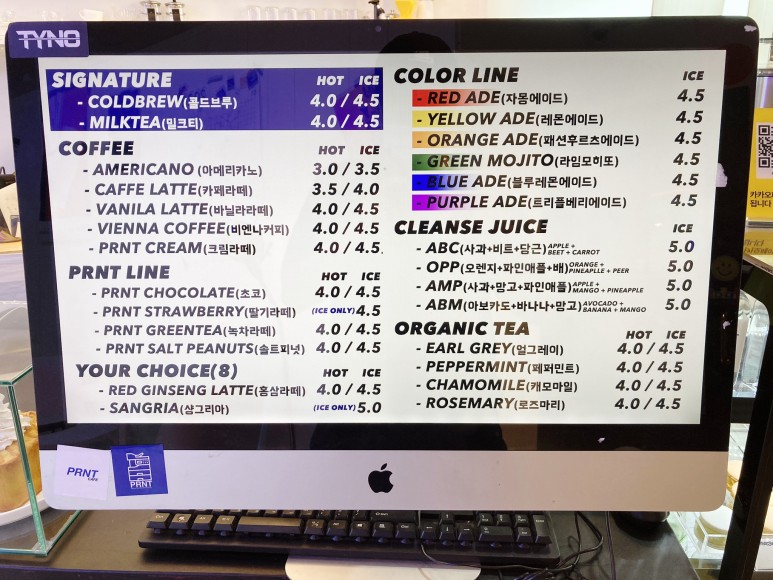 TYNO
SIGNATURE HOT ICE
- COLDBREW(콜드브루) 4.0 / 4.5
- MILKTEA(밀크티) 4.0 / 4.5
COFFEE HOT ICE
- AMERICANO (아메리카노) 3.0 / 3.5
- CAFFE LATTE(카페라떼) 3.5 / 4.0
- VANILA LATTE(바닐라라떼) 4.0 / 4.5
- VIENNA COFFEE(비엔나커피) 4.0 / 4.5
- PRNT CREAM(크림라떼) 4.0 / 4.5
PRNT LINE HOT ICE
- PRNT CHOCOLATE(초코) 4.0 / 4.5
- PRNT STRAWBERRY(딸기라떼) (ICE ONLY) 4.5
- PRNT GREENTEA(녹차라떼) 4.0 / 4.5
- PRNT SALT PEANUTS(솔트피넛) 4.0 / 4.5
YOUR CHOICE(8) HOT ICE
- RED GINSENG LATTE(홍삼라떼) 4.0 / 4.5
- SANGRIA(샹그리아) (ICE ONLY) 5.0
COLOR LINE ICE
- RED ADE(자몽에이드) 4.5
- YELLOW ADE(레몬에이드) 4.5
- ORANGE ADE(패션후르츠에이드) 4.5
- GREEN MOJITO(라임모히또) 4.5
- BLUE ADE(블루레몬에이드) 4.5
- PURPLE ADE(트리플베리에이드) 4.5
CLEANSE JUICE ICE
- ABC(사과+비트+당근) APPLE + BEET + CARROT 5.0
- OPP(오렌지+파인애플+배) ORANGE + PINEAPLLE + PEER 5.0
- AMP(사과+망고+파인애플) APPLE + MANGO + PINEAPPLE 5.0
- ABM(아보카도+바나나+망고) AVOCADO + BANANA + MANGO 5.0
ORGANIC TEA HOT ICE
- EARL GREY(얼그레이) 4.0 / 4.5
- PEPPERMINT(페퍼민트) 4.0 / 4.5
- CHAMOMILE(캐모마일) 4.0 / 4.5
- ROSEMARY(로즈마리) 4.0 / 4.5
PRNT
CAFE
PRNT
카카오
됩니다